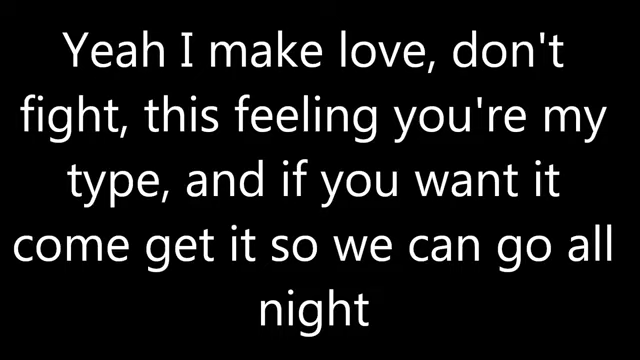 Yeah I make love, don't
fight, this feeling you're my
type, and if you want it
come get it so we can go all
night